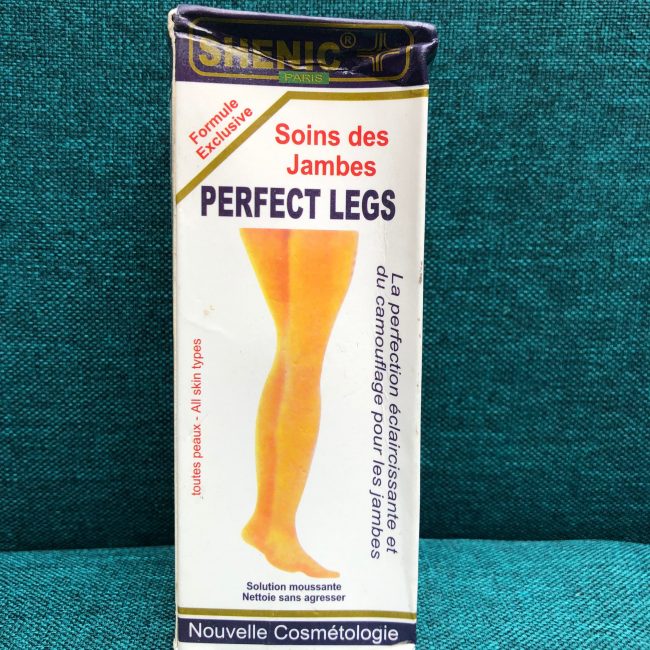 SHENIC®
PARIS
Formule
Exclusive
Soins des
Jambes
PERFECT LEGS
La perfection éclaircissante et
du camouflage pour les jambes
toutes peaux - All skin types
Solution moussante
Nettoie sans agresser
Nouvelle Cosmétologie